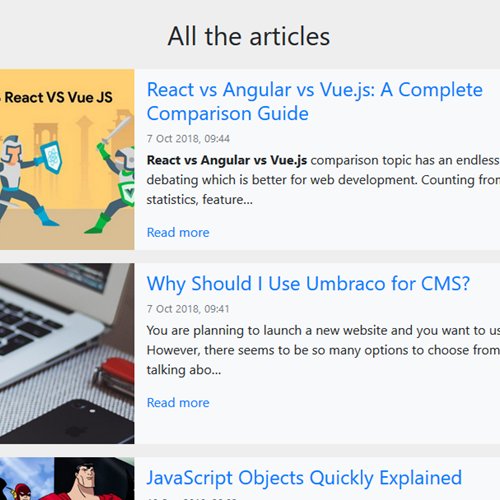 All the articles
React VS Vue JS
React vs Angular vs Vue.js: A Complete
Comparison Guide
7 Oct 2018, 09:44
React vs Angular vs Vue.js comparison topic has an endless
debating which is better for web development. Counting from
statistics, feature...
Read more
Why Should I Use Umbraco for CMS?
7 Oct 2018, 09:41
You are planning to launch a new website and you want to
However, there seems to be so many options to choose from
talking abo...
Read more
JavaScript Objects Quickly Explained